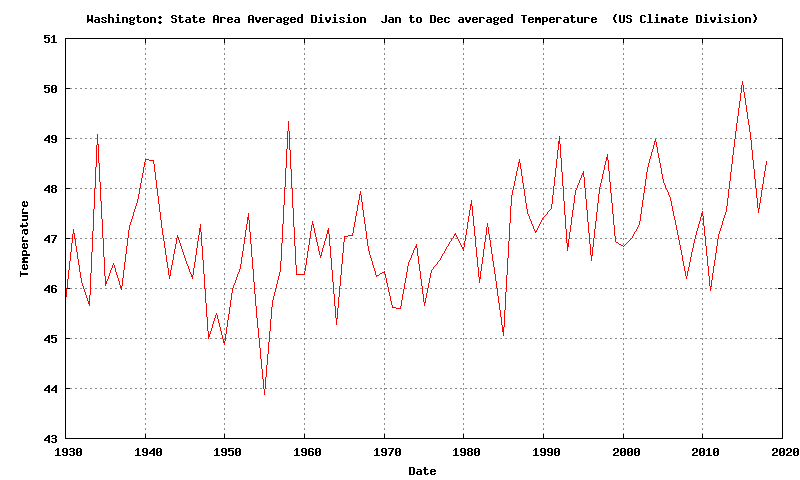 Washington: State Area Averaged Division  Jan to Dec averaged Temperature  (US Climate Division)
51
50
49
48
47
46
45
44
43
Temperature
1930 1940 1950 1960 1970 1980 1990 2000 2010 2020
Date